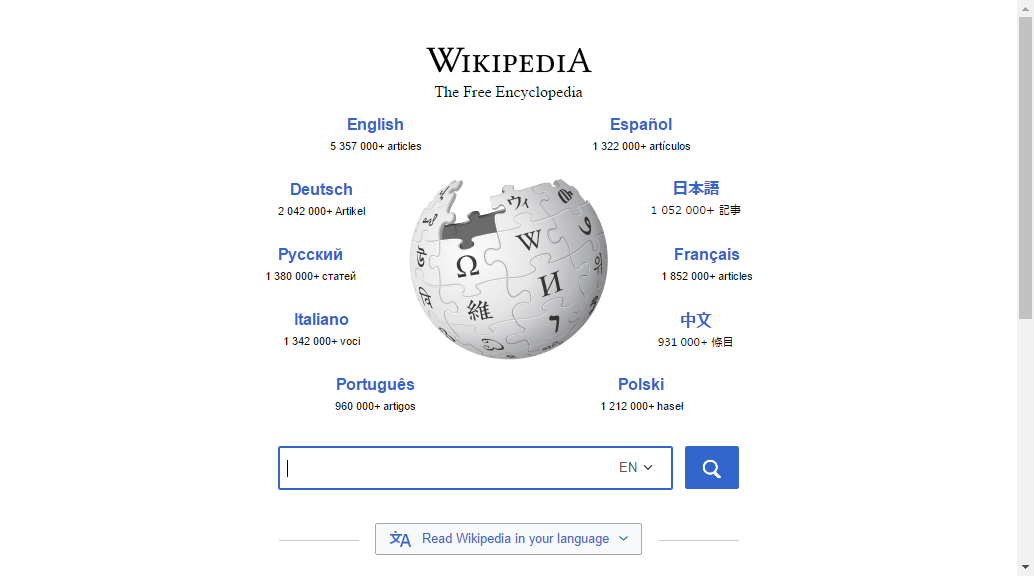 WIKIPEDIA
The Free Encyclopedia
English
5 357 000+ articles
Español
1 322 000+ artículos
Deutsch
2 042 000+ Artikel
日本語
1 052 000+ 記事
Русский
1 380 000+ статей
Français
1 852 000+ articles
Italiano
1 342 000+ voci
中文
931 000+ 條目
Português
960 000+ artigos
Polski
1 212 000+ haseł
ウィ
W
Ω
И
維
EN
Read Wikipedia in your language